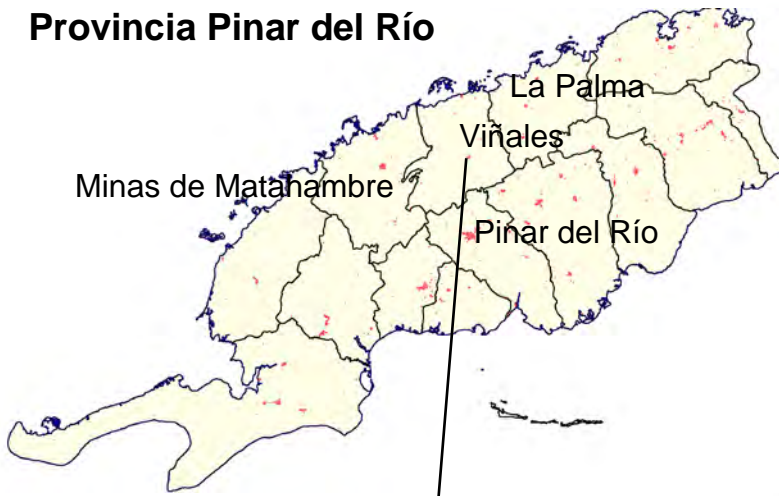 Provincia Pinar del Río
La Palma
Viñales
Minas de Matahambre
Pinar del Río